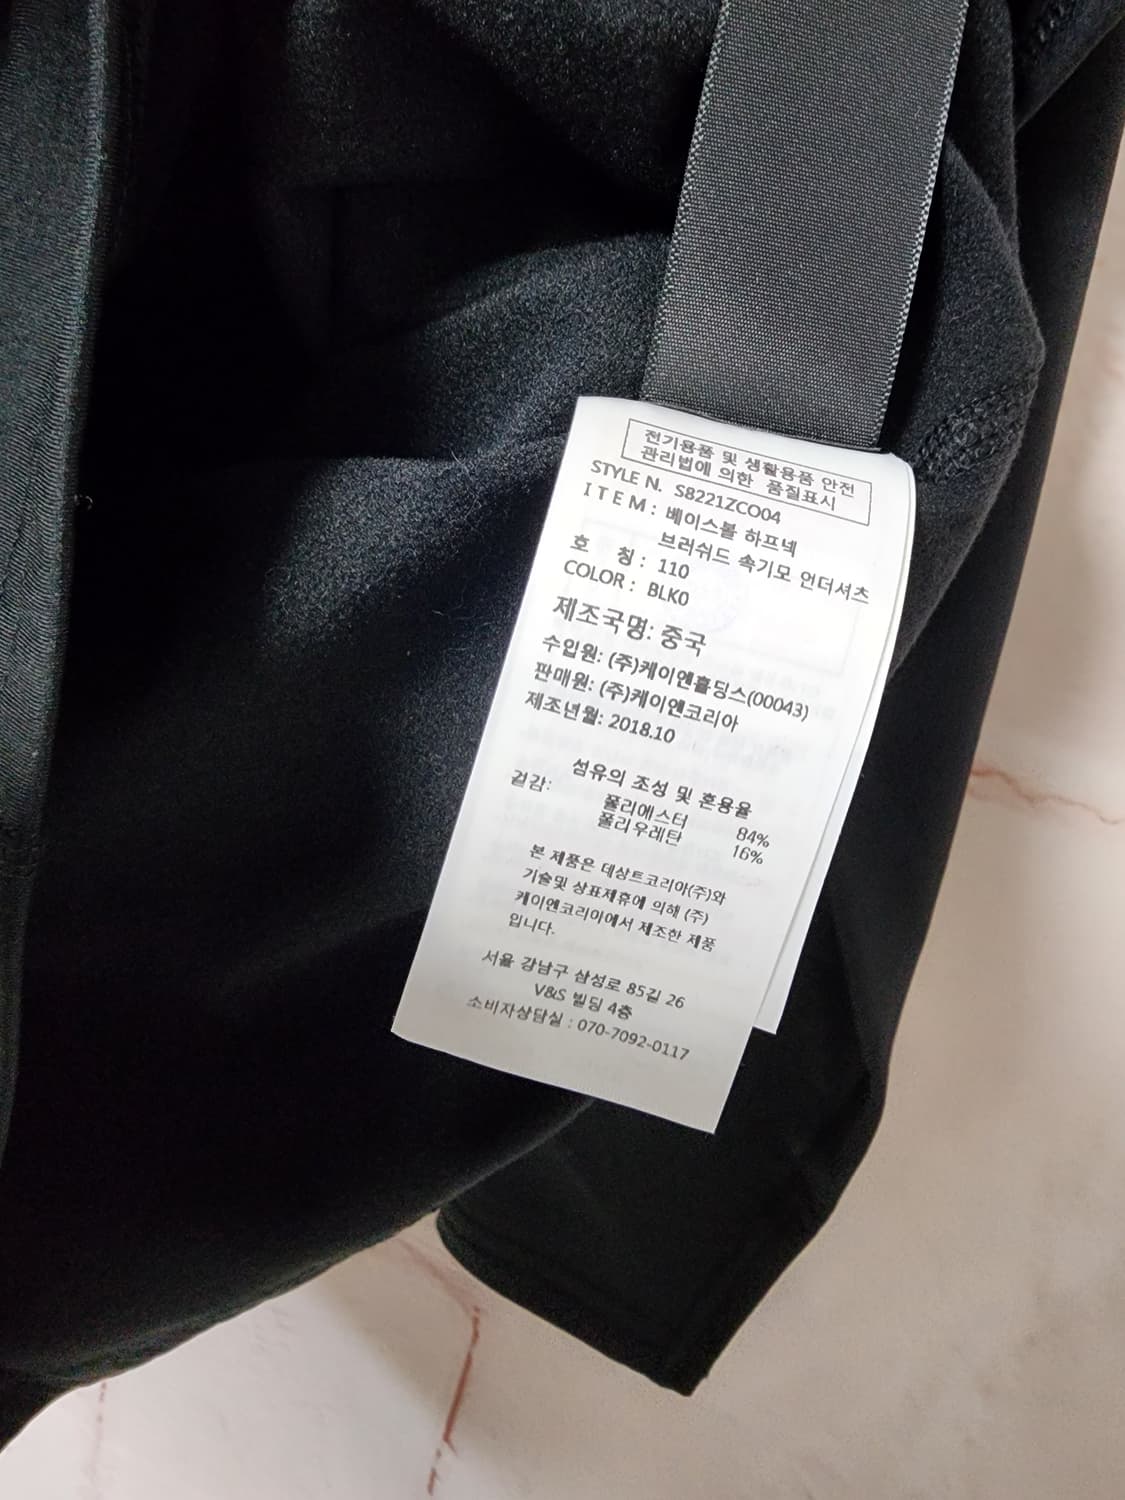 전기용품 및 생활용품 안전
관리법에 의한 품질표시
STYLE N. S8221ZCO04
ITEM : 베이스볼 하프넥
브러쉬드 속기모 언더셔츠
호 칭 : 110
COLOR : BLK0
제조국명: 중국
수입원: (주)케이엔홀딩스(00043)
판매원: (주)케이엔코리아
제조년월: 2018.10
섬유의 조성 및 혼용율
겉감:
폴리에스터 84%
폴리우레탄 16%
본 제품은 데상트코리아(주)와
기술및 상표제휴에 의해 (주)
케이엔코리아에서 제조한 제품
입니다.
서울 강남구 삼성로 85길 26
V&S 빌딩 4층
소비자상담실 : 070-7092-0117